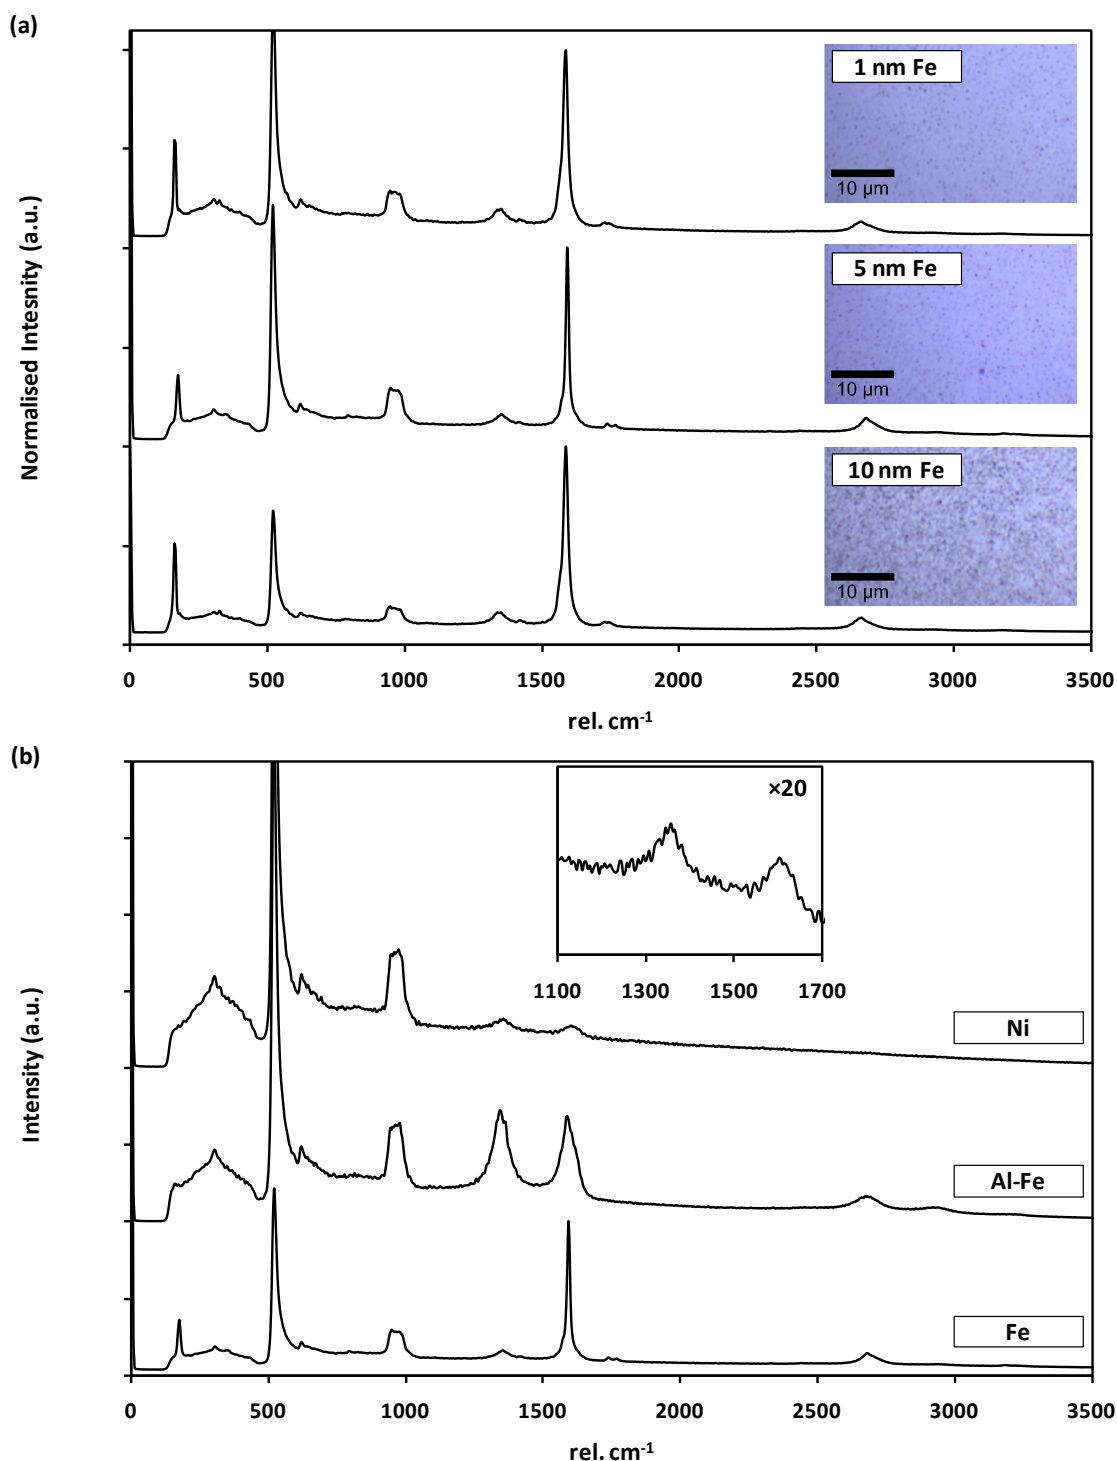 (a)
Normalised Intesnity (a.u.)
1 nm Fe
10 µm
5 nm Fe
10 µm
10 nm Fe
10 µm
0 500 1000 1500 2000 2500 3000 3500
rel. cm⁻¹
(b)
Intensity (a.u.)
×20
1100 1300 1500 1700
Ni
Al-Fe
Fe
0 500 1000 1500 2000 2500 3000 3500
rel. cm⁻¹